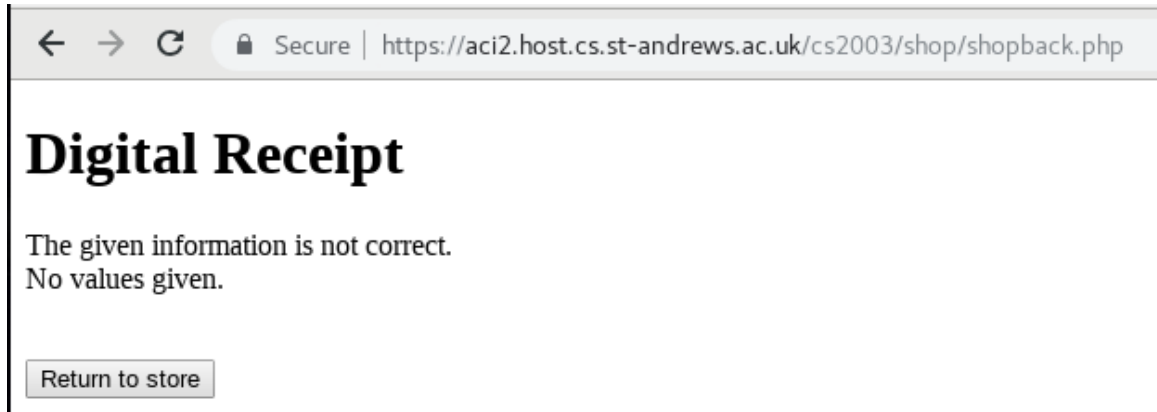 Secure | https://aci2.host.cs.st-andrews.ac.uk/cs2003/shop/shopback.php
Digital Receipt
The given information is not correct.
No values given.
Return to store